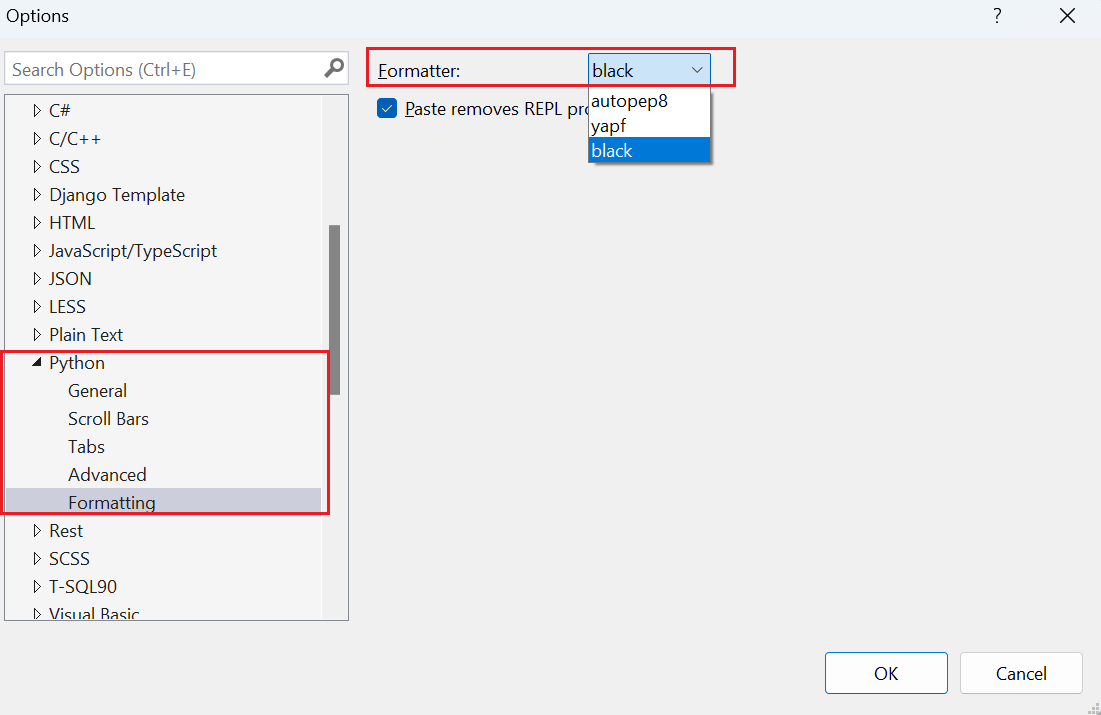 Options
?
Search Options (Ctrl+E)
C#
C/C++
CSS
Django Template
HTML
JavaScript/TypeScript
JSON
LESS
Plain Text
Python
General
Scroll Bars
Tabs
Advanced
Formatting
Rest
SCSS
T-SQL90
Visual Basic
Formatter:
black
Paste removes REPL
autopep8
yapf
black
OK
Cancel